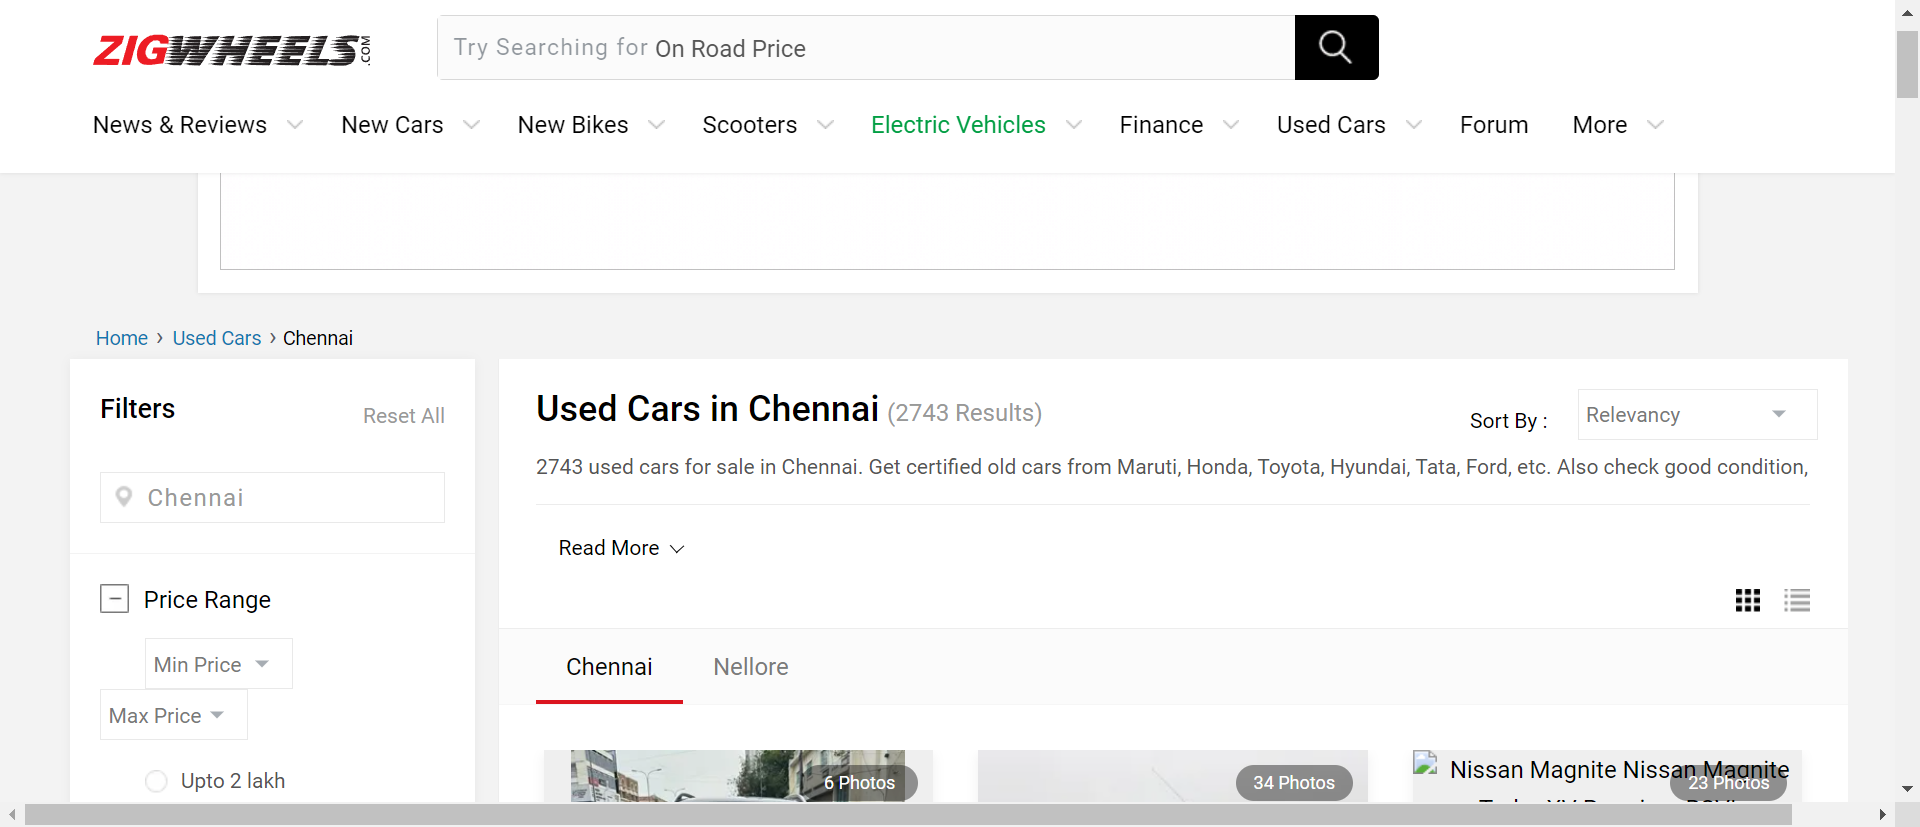 ZIGWHEELS.COM
Try Searching for On Road Price
News & Reviews New Cars New Bikes Scooters Electric Vehicles Finance Used Cars Forum More
Home › Used Cars › Chennai
Filters
Reset All
Chennai
Price Range
Min Price
Max Price
Upto 2 lakh
Used Cars in Chennai (2743 Results)
Sort By : Relevancy
2743 used cars for sale in Chennai. Get certified old cars from Maruti, Honda, Toyota, Hyundai, Tata, Ford, etc. Also check good condition,
Read More
Chennai Nellore
6 Photos
34 Photos
Nissan Magnite Nissan Magnite
23 Photos